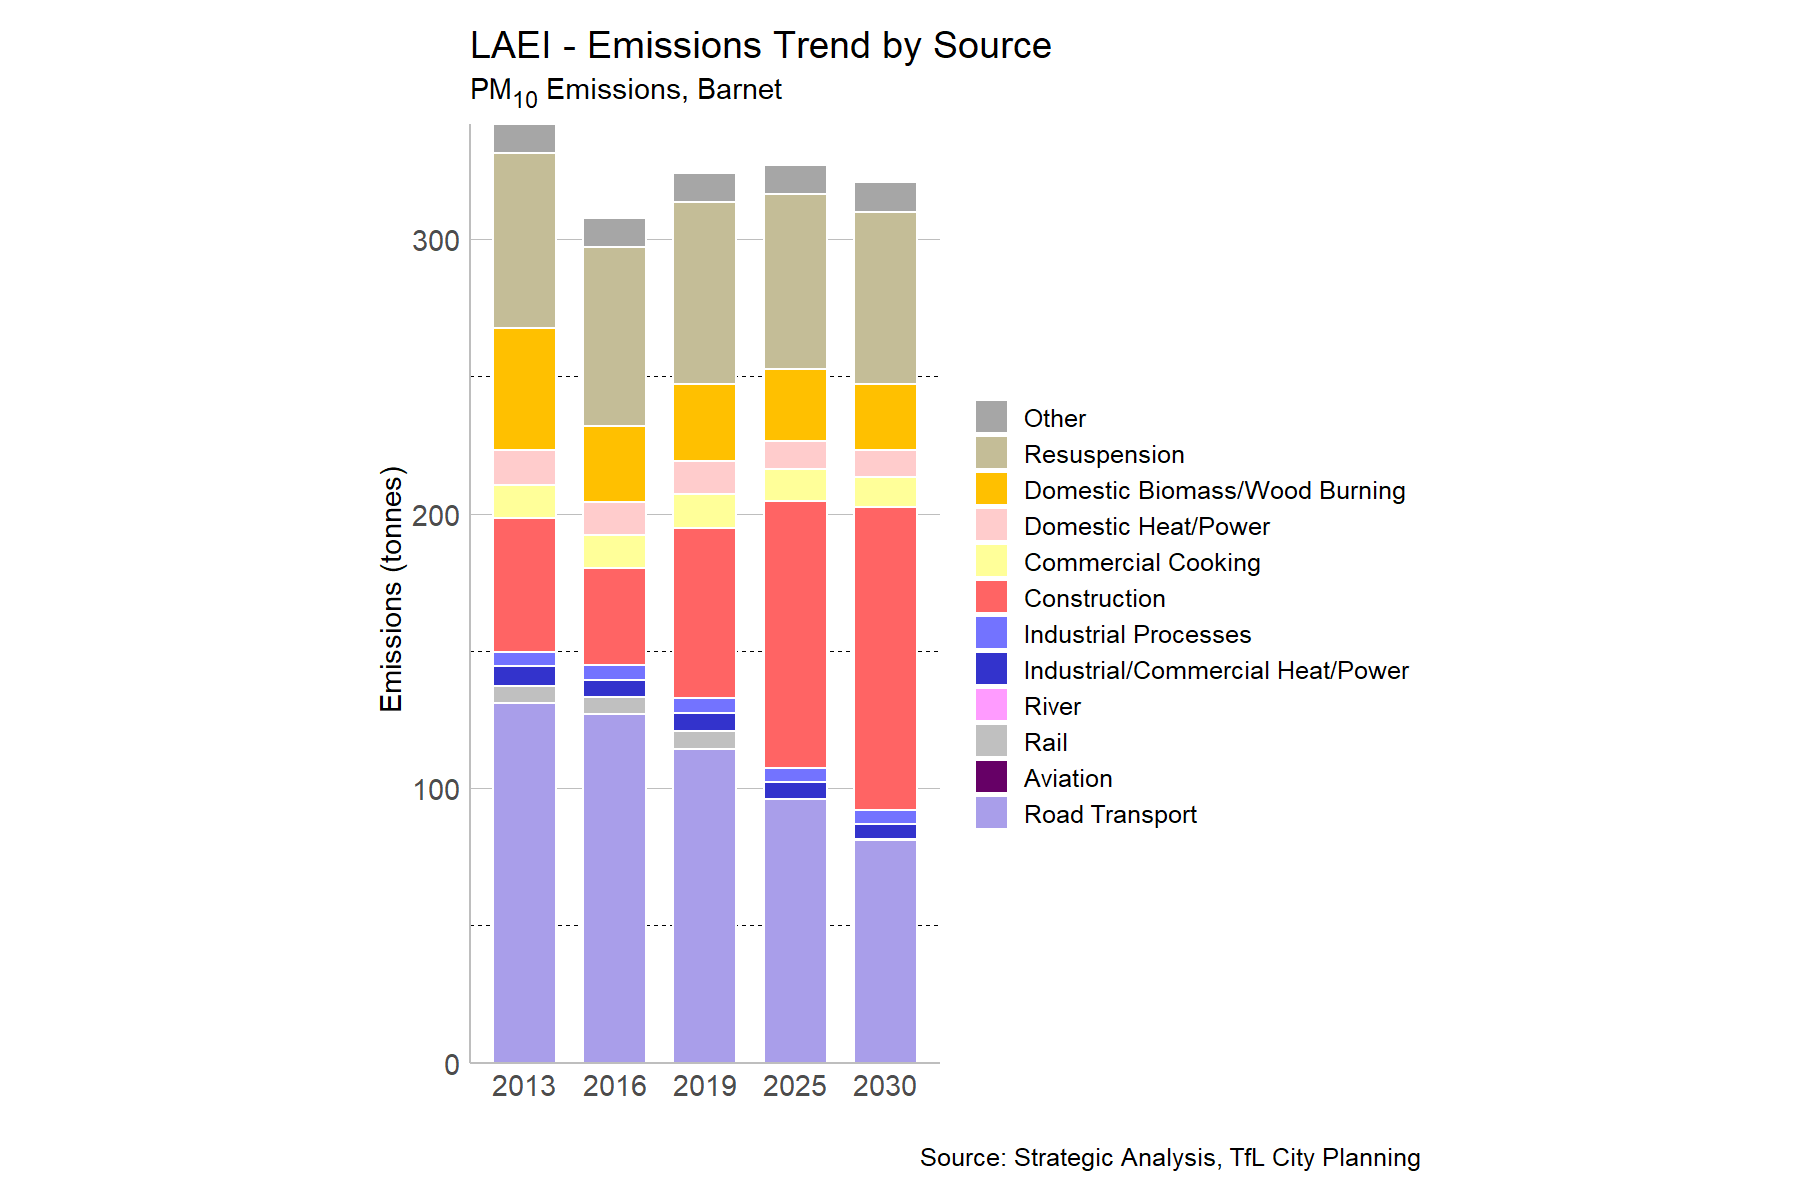 LAEI - Emissions Trend by Source
PM10 Emissions, Barnet
Emissions (tonnes)
300
200
100
0
2013 2016 2019 2025 2030
Other
Resuspension
Domestic Biomass/Wood Burning
Domestic Heat/Power
Commercial Cooking
Construction
Industrial Processes
Industrial/Commercial Heat/Power
River
Rail
Aviation
Road Transport
Source: Strategic Analysis, TfL City Planning